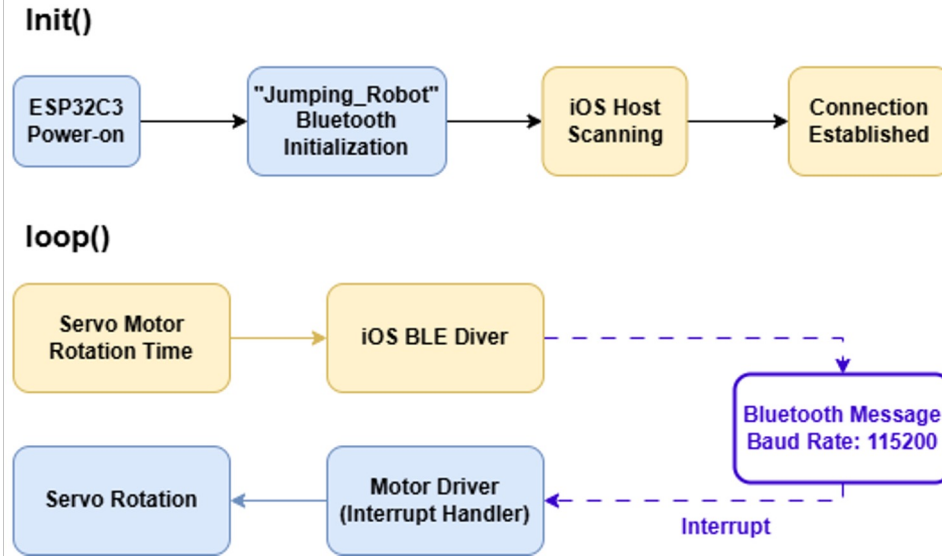 Init()
ESP32C3
Power-on
"Jumping_Robot"
Bluetooth
Initialization
iOS Host
Scanning
Connection
Established
loop()
Servo Motor
Rotation Time
iOS BLE Diver
Bluetooth Message
Baud Rate: 115200
Servo Rotation
Motor Driver
(Interrupt Handler)
Interrupt